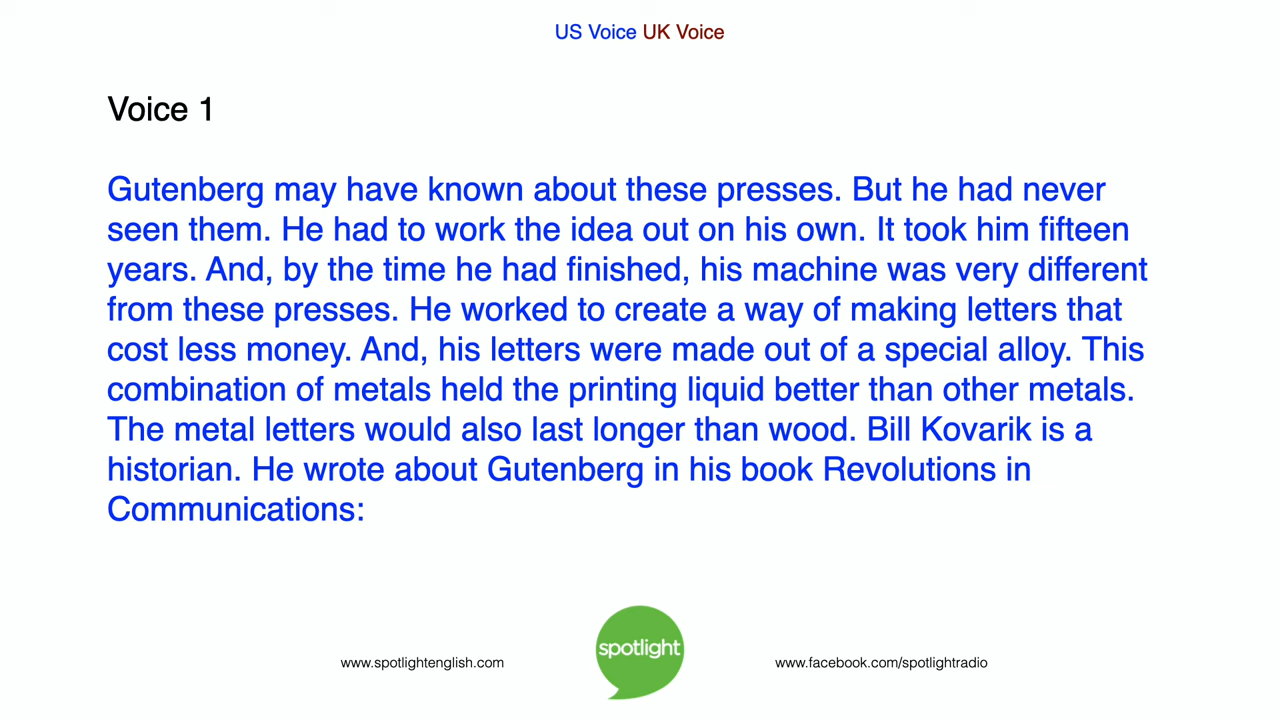 US Voice UK Voice
Voice 1
Gutenberg may have known about these presses. But he had never
seen them. He had to work the idea out on his own. It took him fifteen
years. And, by the time he had finished, his machine was very different
from these presses. He worked to create a way of making letters that
cost less money. And, his letters were made out of a special alloy. This
combination of metals held the printing liquid better than other metals.
The metal letters would also last longer than wood. Bill Kovarik is a
historian. He wrote about Gutenberg in his book Revolutions in
Communications:
spotlight
www.spotlightenglish.com
www.facebook.com/spotlightradio